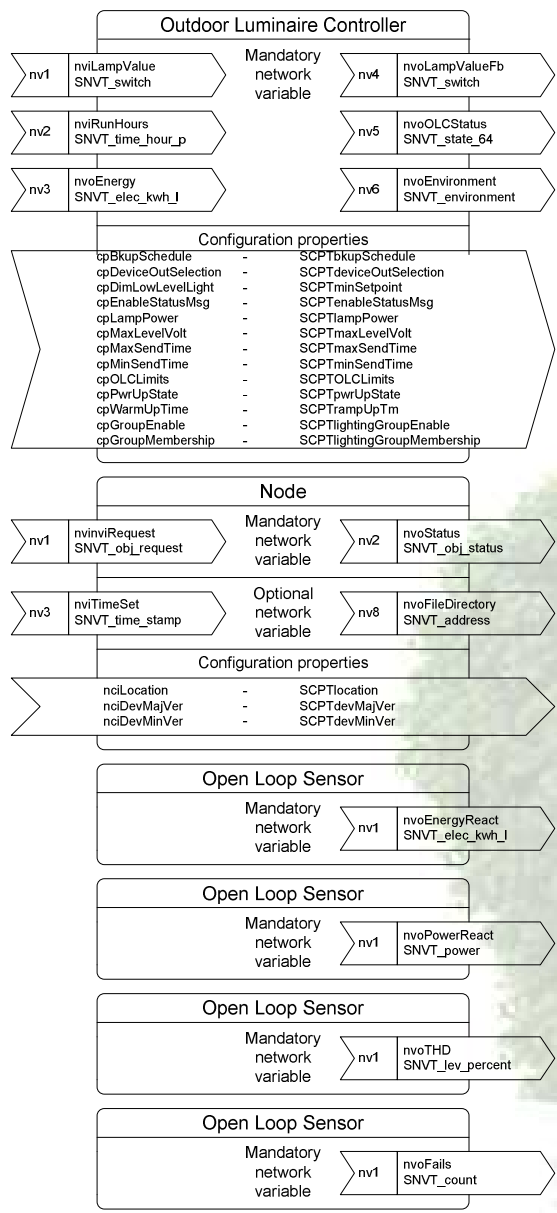 Outdoor Luminaire Controller
nv1 nviLampValue
SNVT_switch
Mandatory
network
variable
nv4 nvoLampValueFb
SNVT_switch
nv2 nviRunHours
SNVT_time_hour_p
nv5 nvoOLCStatus
SNVT_state_64
nv3 nvoEnergy
SNVT_elec_kwh_l
nv6 nvoEnvironment
SNVT_environment
Configuration properties
cpBkupSchedule - SCPTbkupSchedule
cpDeviceOutSelection - SCPTdeviceOutSelection
cpDimLowLevelLight - SCPTminSetpoint
cpEnableStatusMsg - SCPTenableStatusMsg
cpLampPower - SCPTlampPower
cpMaxLevelVolt - SCPTmaxLevelVolt
cpMaxSendTime - SCPTmaxSendTime
cpMinSendTime - SCPTminSendTime
cpOLCLimits - SCPTOLCLimits
cpPwrUpState - SCPTpwrUpState
cpWarmUpTime - SCPTrampUpTm
cpGroupEnable - SCPTlightingGroupEnable
cpGroupMembership - SCPTlightingGroupMembership
Node
nv1 nvinviRequest
SNVT_obj_request
Mandatory
network
variable
nv2 nvoStatus
SNVT_obj_status
nv3 nviTimeSet
SNVT_time_stamp
Optional
network
variable
nv8 nvoFileDirectory
SNVT_address
Configuration properties
nciLocation - SCPTlocation
nciDevMajVer - SCPTdevMajVer
nciDevMinVer - SCPTdevMinVer
Open Loop Sensor
Mandatory
network
variable
nv1 nvoEnergyReact
SNVT_elec_kwh_l
Open Loop Sensor
Mandatory
network
variable
nv1 nvoPowerReact
SNVT_power
Open Loop Sensor
Mandatory
network
variable
nv1 nvoTHD
SNVT_lev_percent
Open Loop Sensor
Mandatory
network
variable
nv1 nvoFails
SNVT_count